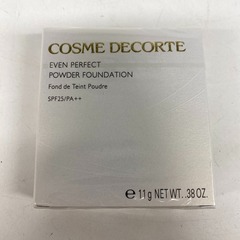 COSME DECORTE
EVEN PERFECT
POWDER FOUNDATION
Fond de Teint Poudre
SPF25/PA++
℮ 11g NET WT. .38 OZ.